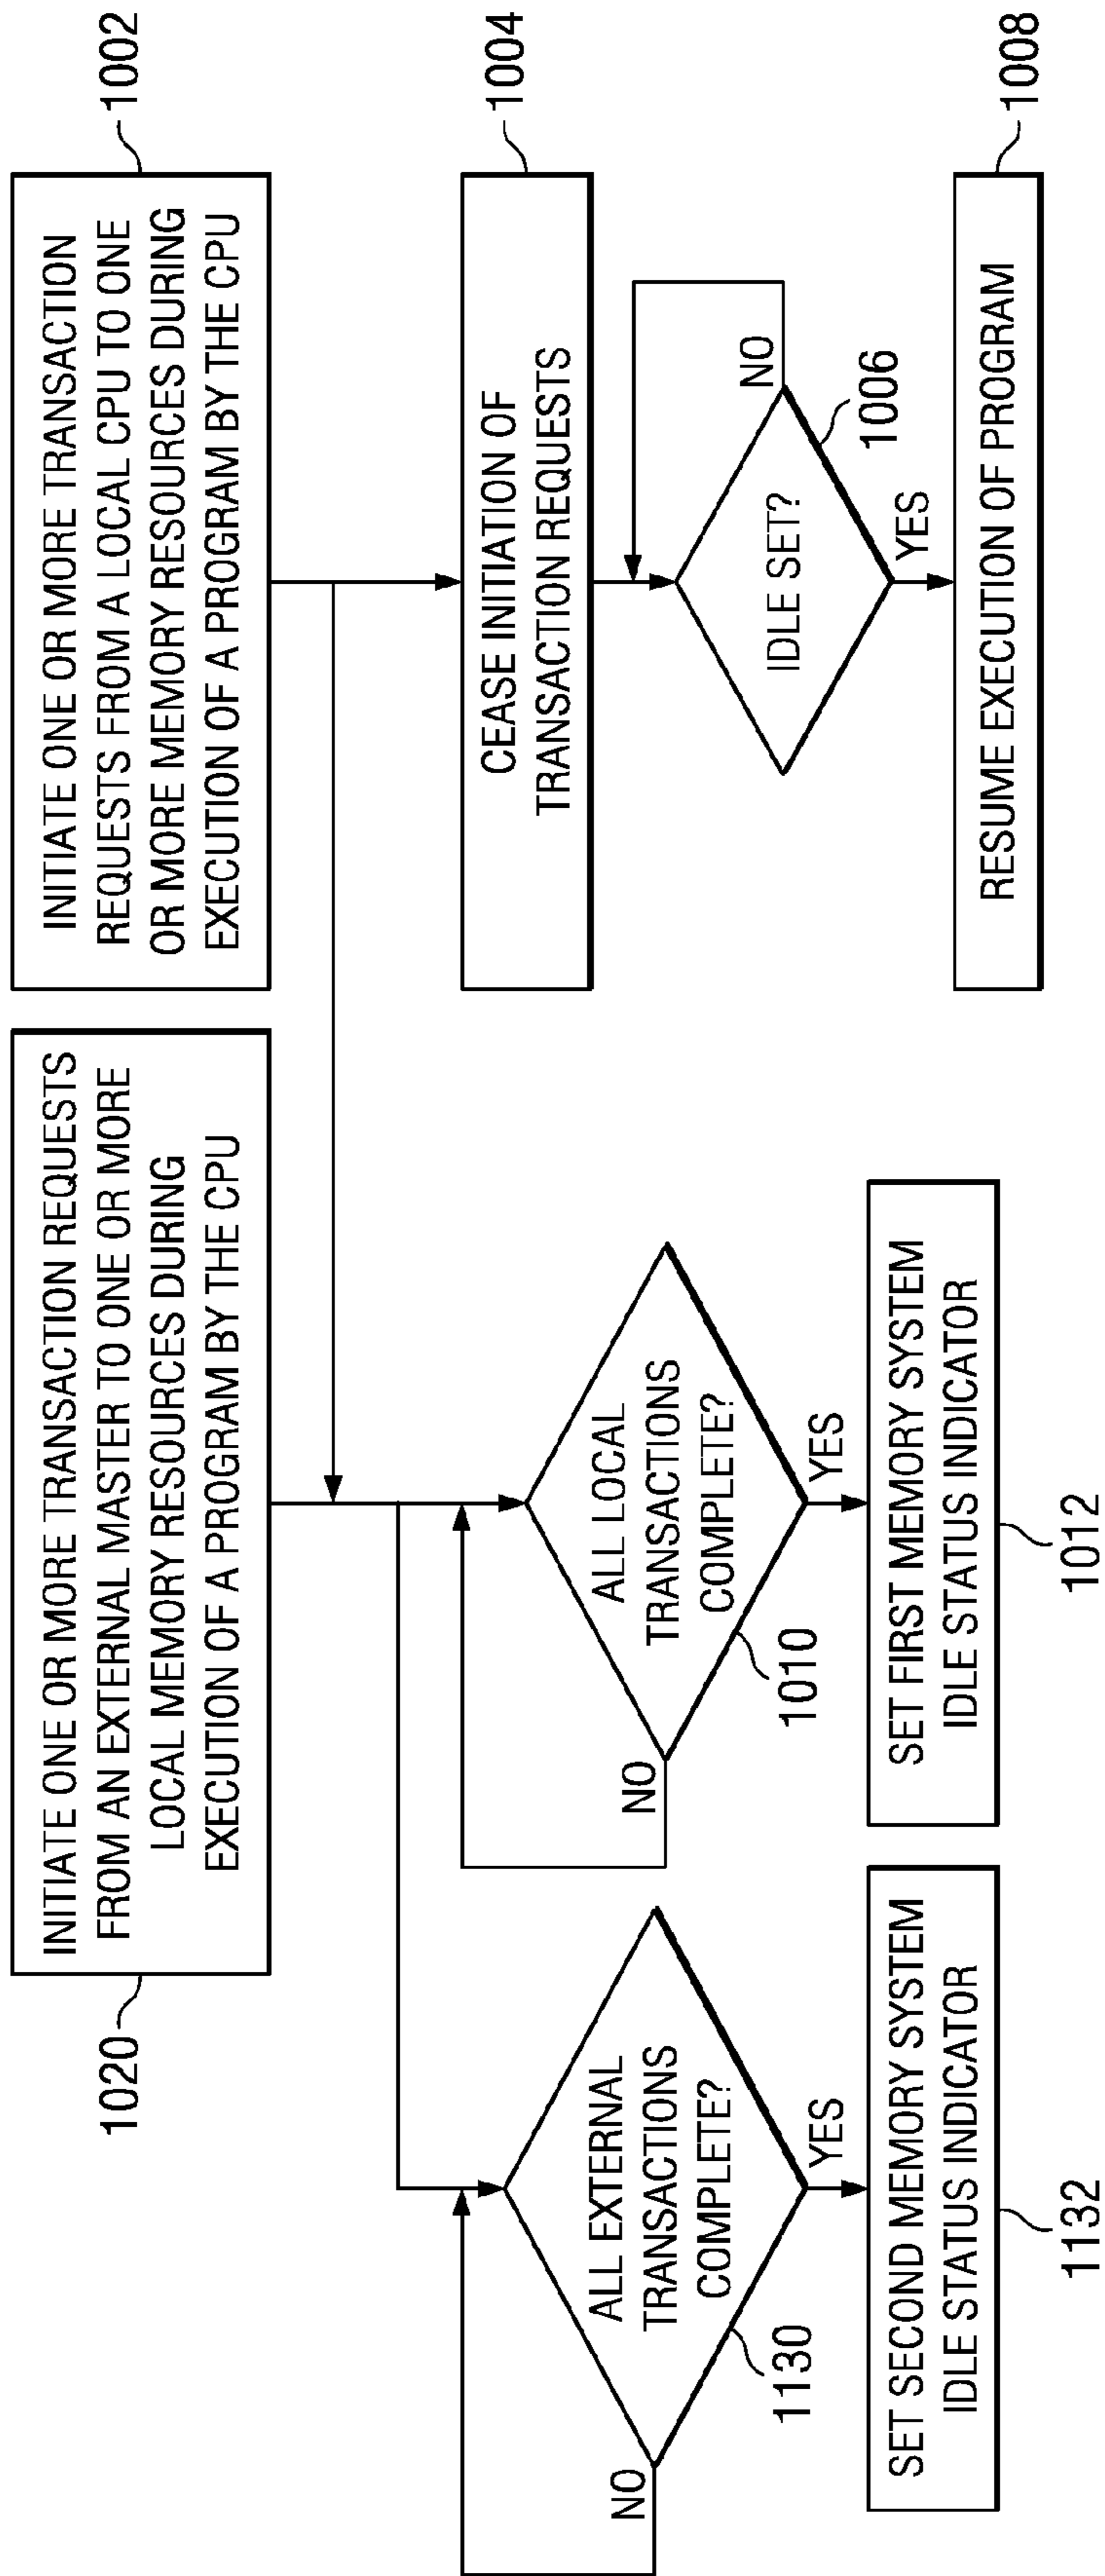 INITIATE ONE OR MORE TRANSACTION REQUESTS
FROM AN EXTERNAL MASTER TO ONE OR MORE
LOCAL MEMORY RESOURCES DURING
EXECUTION OF A PROGRAM BY THE CPU
1020
INITIATE ONE OR MORE TRANSACTION
REQUESTS FROM A LOCAL CPU TO ONE
OR MORE MEMORY RESOURCES DURING
EXECUTION OF A PROGRAM BY THE CPU
1002
CEASE INITIATION OF
TRANSACTION REQUESTS
1004
NO
ALL EXTERNAL
TRANSACTIONS
COMPLETE?
1130
YES
NO
ALL LOCAL
TRANSACTIONS
COMPLETE?
1010
YES
IDLE SET?
NO
1006
YES
SET SECOND MEMORY SYSTEM
IDLE STATUS INDICATOR
1132
SET FIRST MEMORY SYSTEM
IDLE STATUS INDICATOR
1012
RESUME EXECUTION OF PROGRAM
1008